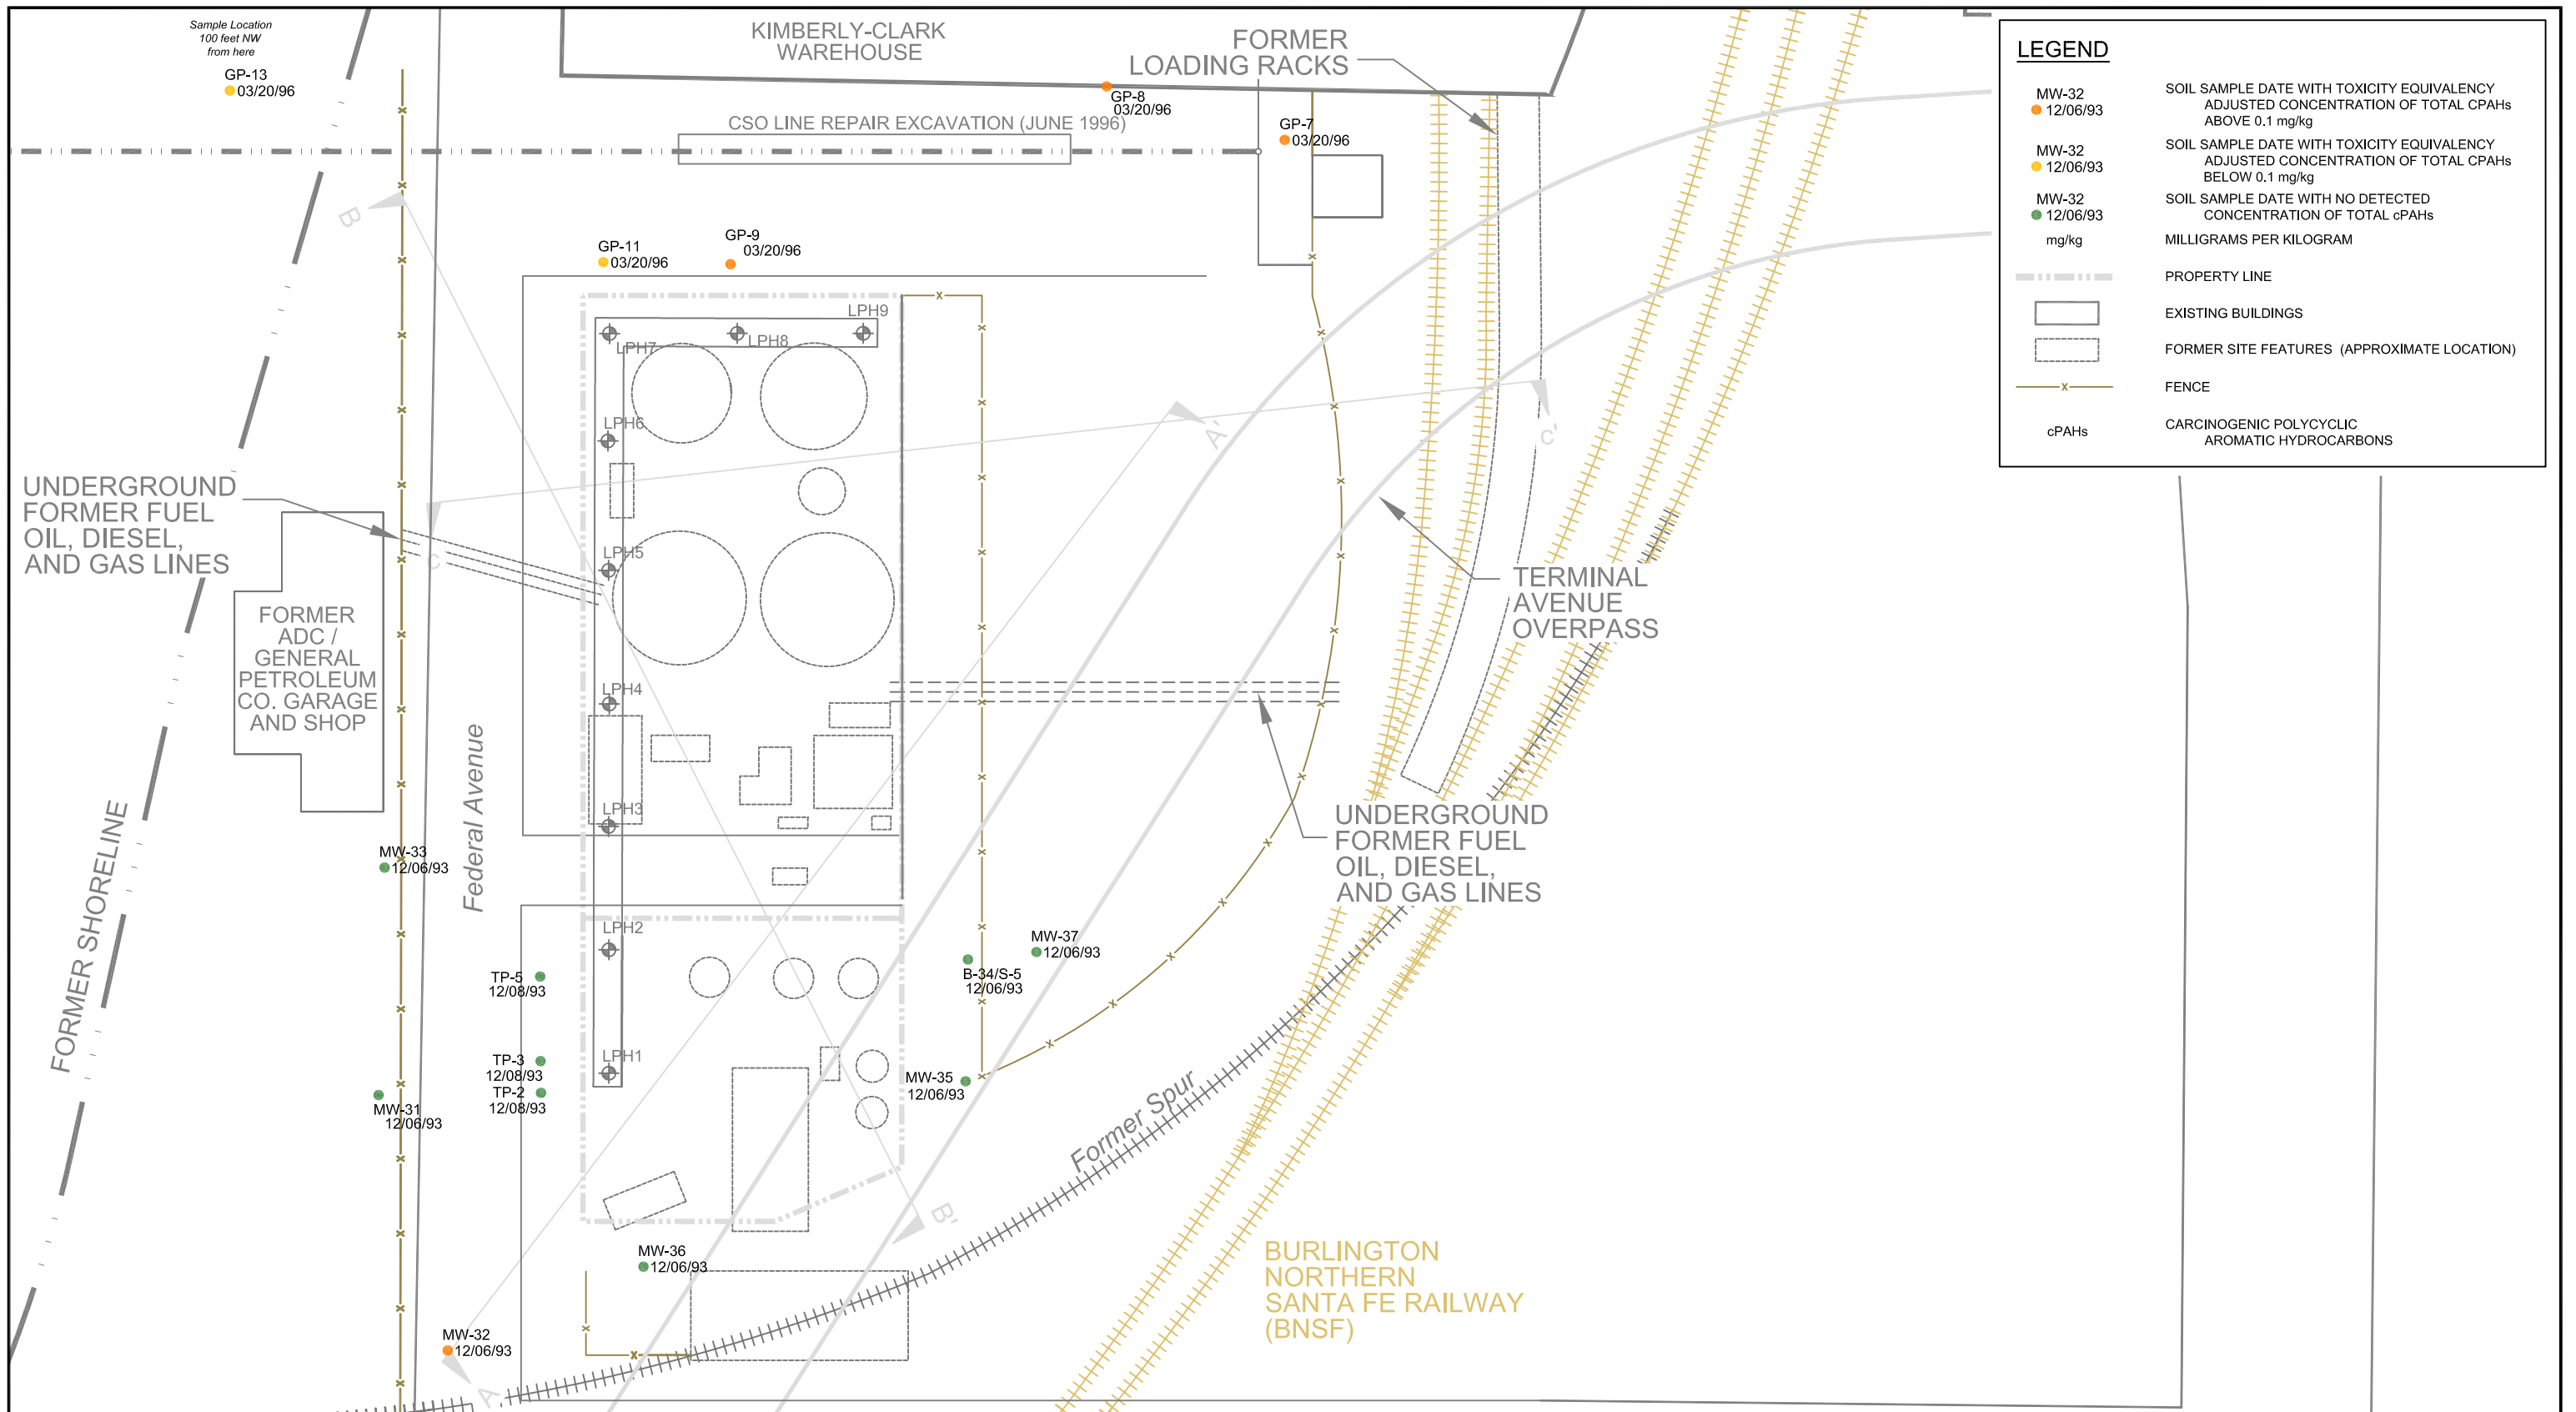 Sample Location
100 feet NW
from here
GP-13
03/20/96
KIMBERLY-CLARK
WAREHOUSE
FORMER
LOADING RACKS
GP-8
03/20/96
GP-7
03/20/96
CSO LINE REPAIR EXCAVATION (JUNE 1996)
B
GP-11
03/20/96
GP-9
03/20/96
LPH9
LPH7
LPH8
LPH6
A'
c'
UNDERGROUND
FORMER FUEL
OIL, DIESEL,
AND GAS LINES
c
LPH5
FORMER
ADC /
GENERAL
PETROLEUM
CO. GARAGE
AND SHOP
TERMINAL
AVENUE
OVERPASS
LPH4
Federal Avenue
LPH3
UNDERGROUND
FORMER FUEL
OIL, DIESEL,
AND GAS LINES
FORMER SHORELINE
MW-33
12/06/93
LPH2
MW-37
12/06/93
B-34/S-5
12/06/93
TP-5
12/08/93
TP-3
12/08/93
TP-2
12/08/93
LPH1
MW-35
12/06/93
MW-31
12/06/93
Former Spur
B'
MW-36
12/06/93
BURLINGTON
NORTHERN
SANTA FE RAILWAY
(BNSF)
MW-32
12/06/93
A
LEGEND
MW-32
12/06/93
SOIL SAMPLE DATE WITH TOXICITY EQUIVALENCY
ADJUSTED CONCENTRATION OF TOTAL CPAHs
ABOVE 0.1 mg/kg
MW-32
12/06/93
SOIL SAMPLE DATE WITH TOXICITY EQUIVALENCY
ADJUSTED CONCENTRATION OF TOTAL CPAHs
BELOW 0.1 mg/kg
MW-32
12/06/93
SOIL SAMPLE DATE WITH NO DETECTED
CONCENTRATION OF TOTAL cPAHs
mg/kg MILLIGRAMS PER KILOGRAM
PROPERTY LINE
EXISTING BUILDINGS
FORMER SITE FEATURES (APPROXIMATE LOCATION)
FENCE
cPAHs CARCINOGENIC POLYCYCLIC
AROMATIC HYDROCARBONS